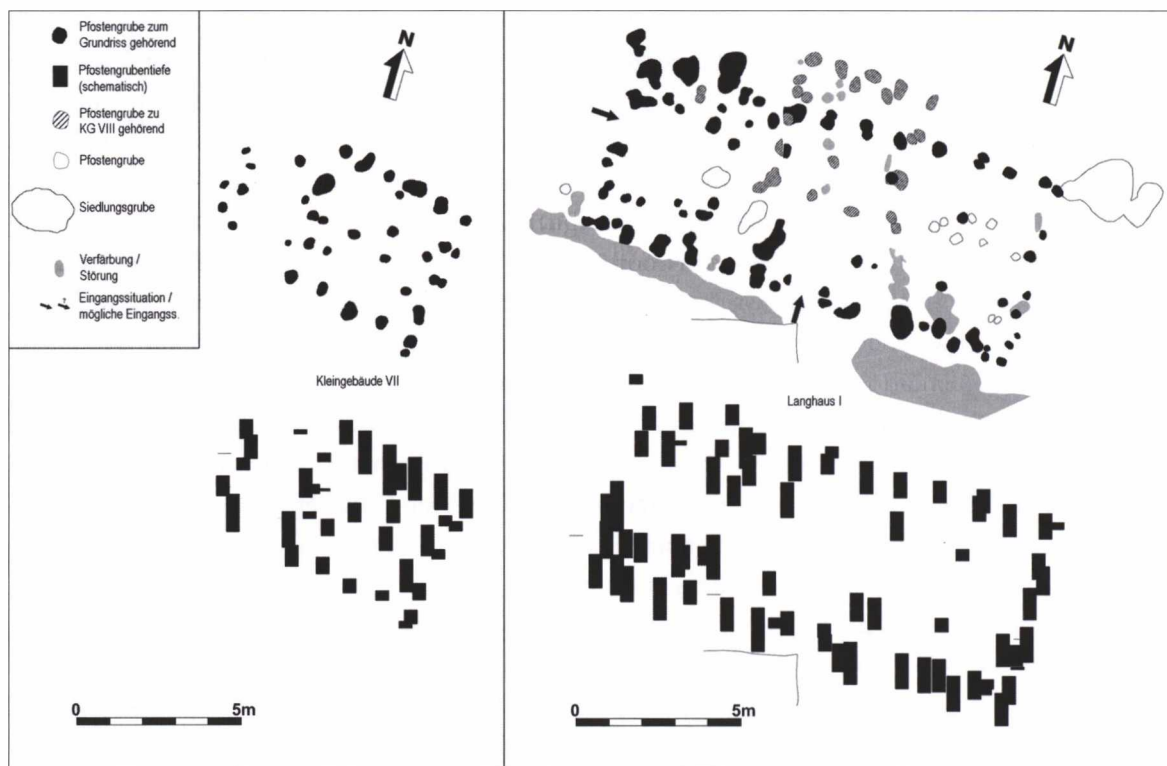 Pfostengrube zum
Grundriss gehörend
Pfostengrubentiefe
(schematisch)
Pfostengrube zu
KG VIII gehörend
Pfostengrube
Siedlungsgrube
Verfärbung /
Störung
?
Eingangssituation /
mögliche Eingangss.
N
Kleingebäude VII
0 5m
N
Langhaus I
0 5m